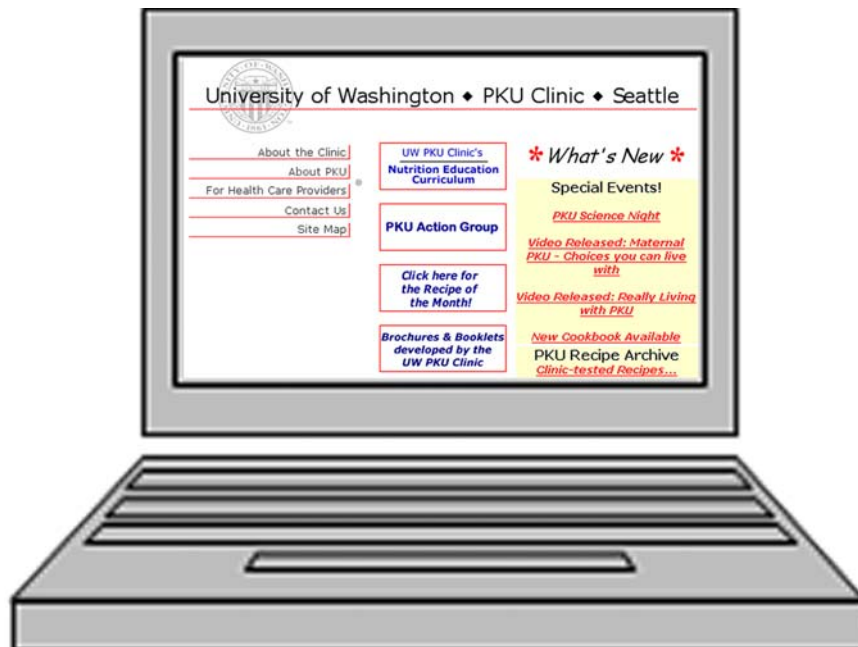 University of Washington ◆ PKU Clinic ◆ Seattle
About the Clinic
About PKU
For Health Care Providers
Contact Us
Site Map
UW PKU Clinic's
Nutrition Education
Curriculum
PKU Action Group
Click here for
the Recipe of
the Month!
Brochures & Booklets
developed by the
UW PKU Clinic
* What's New *
Special Events!
PKU Science Night
Video Released: Maternal
PKU - Choices you can live
with
Video Released: Really Living
with PKU
New Cookbook Available
PKU Recipe Archive
Clinic-tested Recipes...